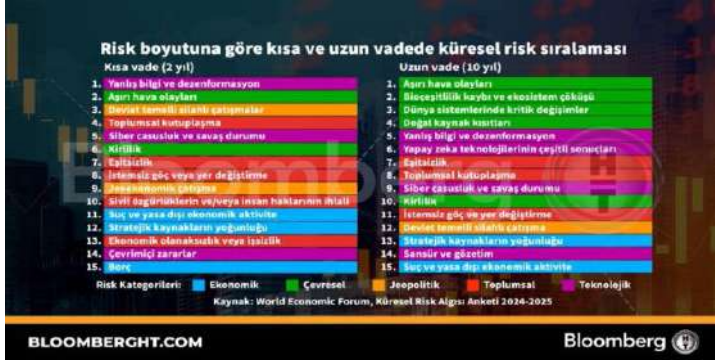 Risk boyutuna göre kısa ve uzun vadede küresel risk sıralaması
Kısa vade (2 yıl)
1. Yanlış bilgi ve dezenformasyon
2. Aşırı hava olayları
3. Devlet temelli silahlı çatışmalar
4. Toplumsal kutuplaşma
5. Siber casusluk ve savaş durumu
6. Kirlilik
7. Eşitsizlik
8. İstemsiz göç veya yer değiştirme
9. Jeoekonomik çatışma
10. Sivil özgürlüklerin ve/veya insan haklarının ihlali
11. Suç ve yasa dışı ekonomik aktivite
12. Stratejik kaynakların yoğunluğu
13. Ekonomik olanaksızlık veya işsizlik
14. Çevrimiçi zararlar
15. Borç
Uzun vade (10 yıl)
1. Aşırı hava olayları
2. Bioçeşitlilik kaybı ve ekosistem çöküşü
3. Dünya sistemlerinde kritik değişimler
4. Doğal kaynak kısıtları
5. Yanlış bilgi ve dezenformasyon
6. Yapay zeka teknolojilerinin çeşitli sonuçları
7. Eşitsizlik
8. Toplumsal kutuplaşma
9. Siber casusluk ve savaş durumu
10. Kirlilik
11. İstemsiz göç ve yer değiştirme
12. Devlet temelli silahlı çatışma
13. Stratejik kaynakların yoğunluğu
14. Sansür ve gözetim
15. Suç ve yasa dışı ekonomik aktivite
Risk Kategorileri: Ekonomik Çevresel Jeopolitik Toplumsal Teknolojik
Kaynak: World Economic Forum, Küresel Risk Algısı Anketi 2024-2025
Bloomberg
BLOOMBERGHT.COM
Bloomberg HT